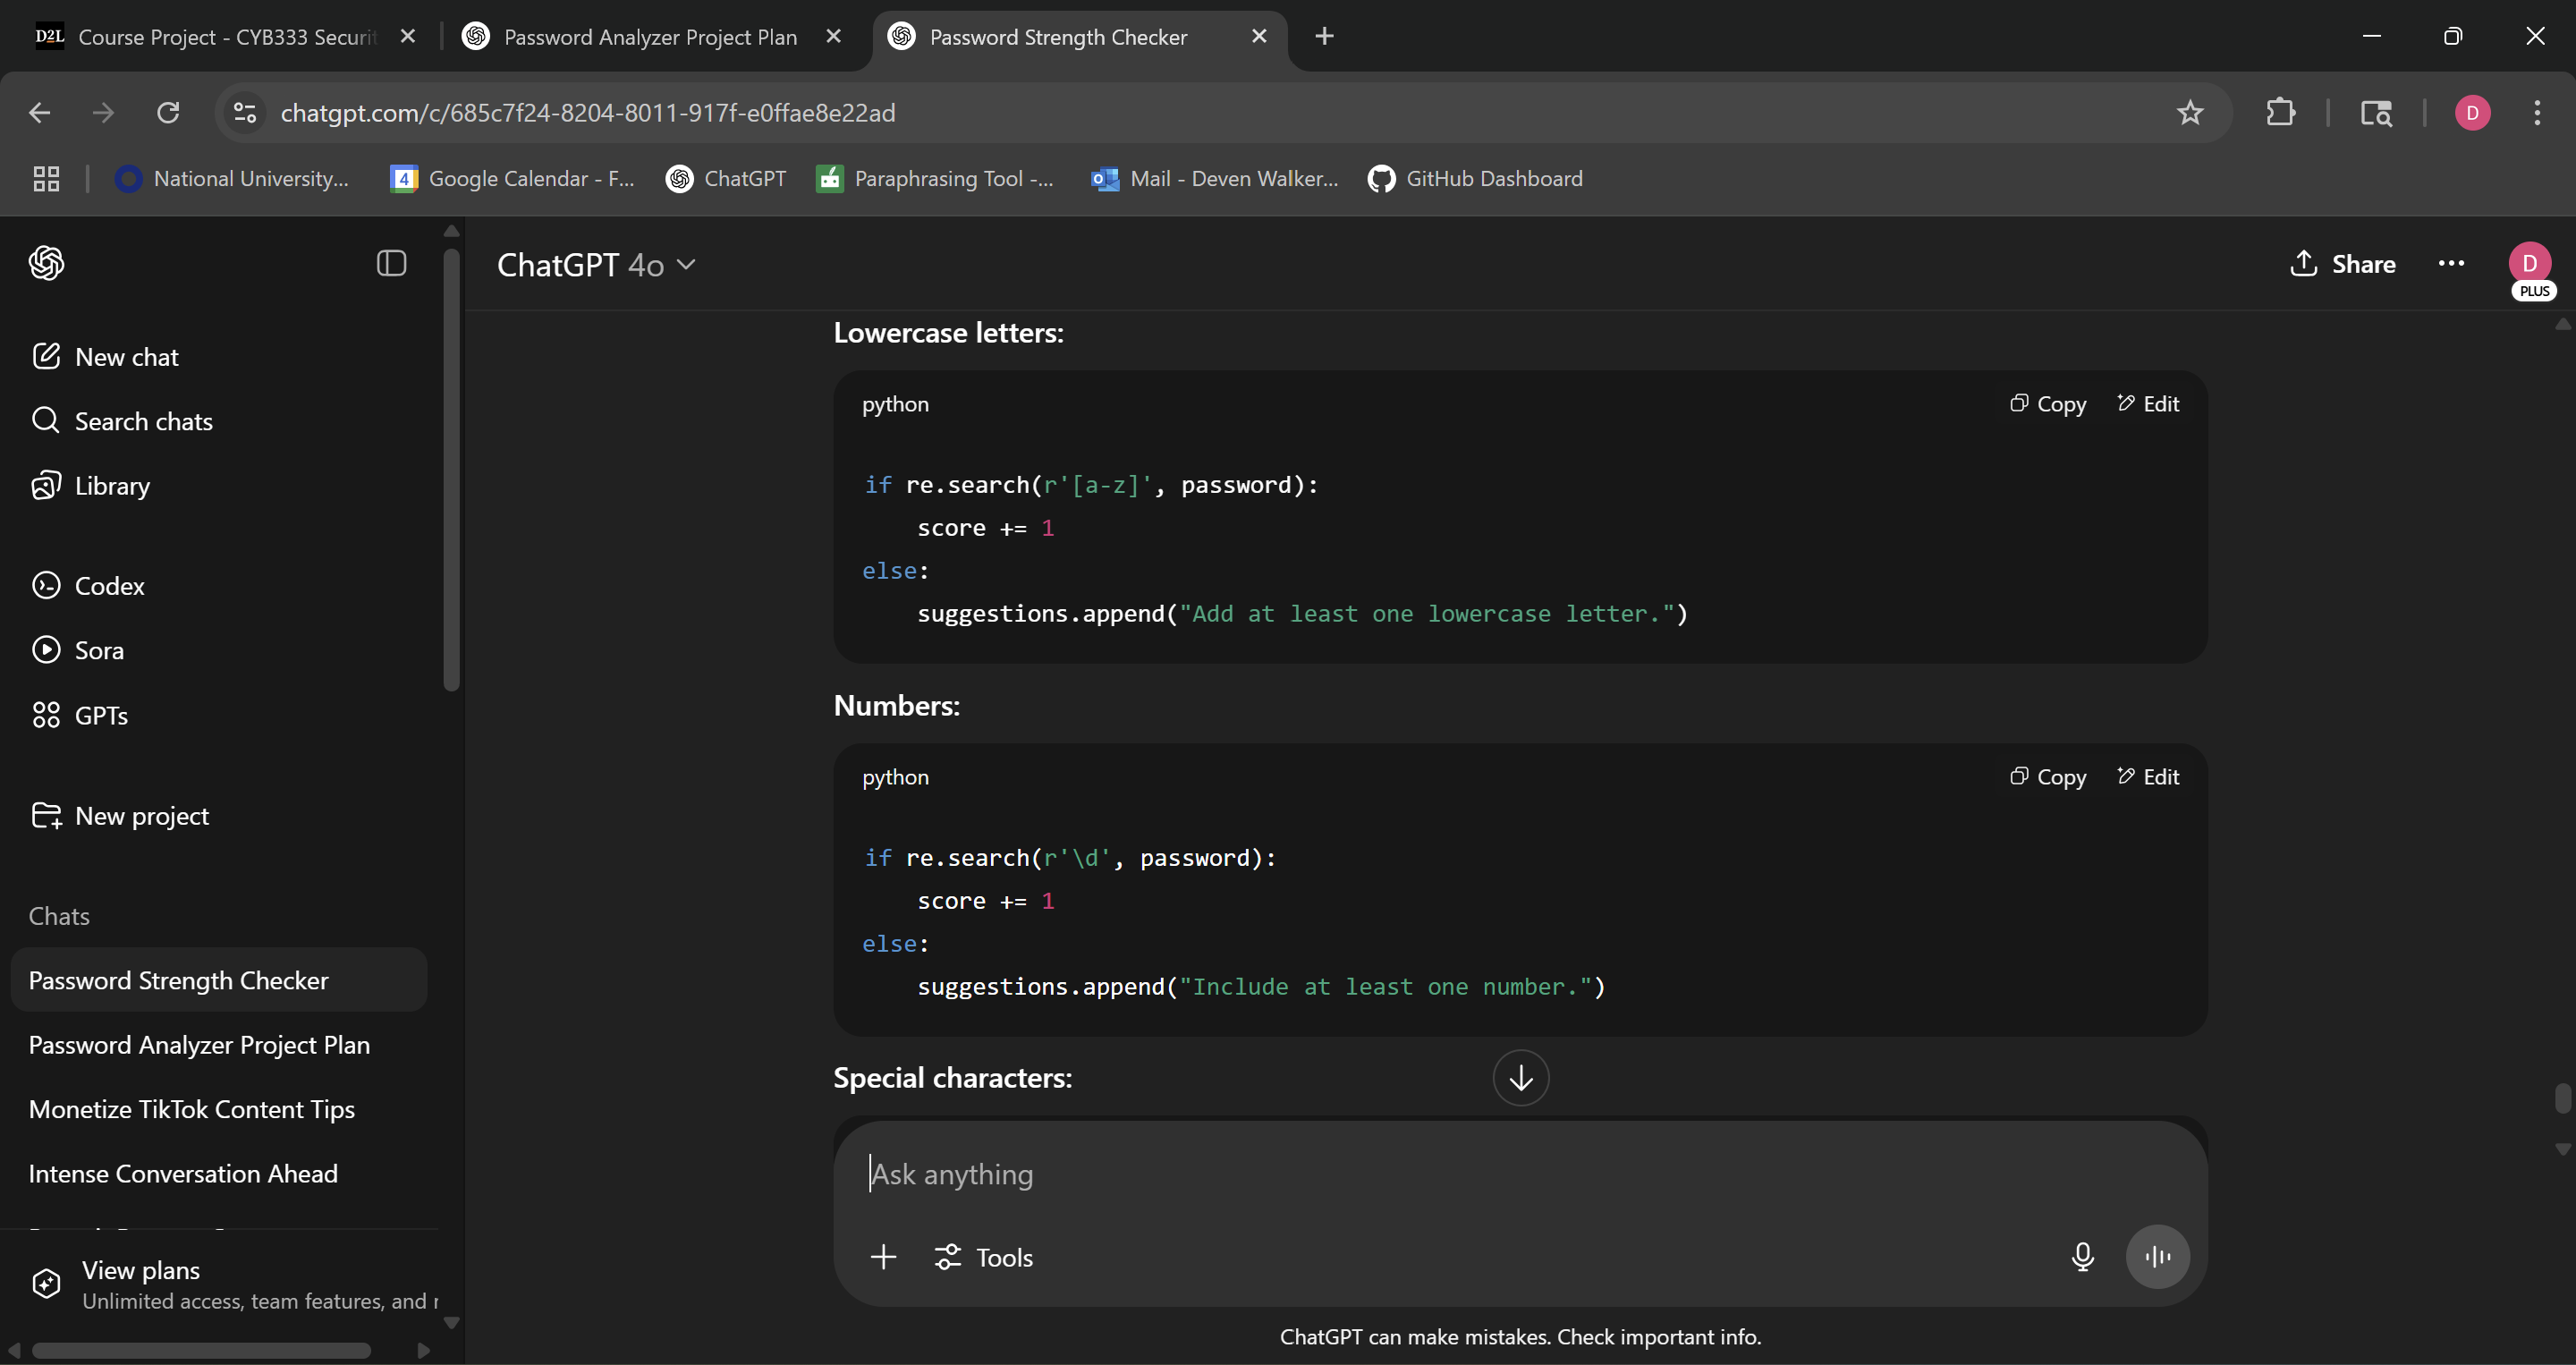 D2L Course Project - CYB333 Securit
Password Analyzer Project Plan
Password Strength Checker
chatgpt.com/c/685c7f24-8204-8011-917f-e0ffae8e22ad
D
National University...
4 Google Calendar - F...
ChatGPT
Paraphrasing Tool -...
Mail - Deven Walker...
GitHub Dashboard
ChatGPT 4o
Share
D
PLUS
New chat
Search chats
Library
Codex
Sora
GPTs
New project
Chats
Password Strength Checker
Password Analyzer Project Plan
Monetize TikTok Content Tips
Intense Conversation Ahead
View plans
Unlimited access, team features, and
Lowercase letters:
python
Copy
Edit
if re.search(r'[a-z]', password):
score += 1
else:
suggestions.append("Add at least one lowercase letter.")
Numbers:
python
Copy
Edit
if re.search(r'\d', password):
score += 1
else:
suggestions.append("Include at least one number.")
Special characters:
Ask anything
Tools
ChatGPT can make mistakes. Check important info.